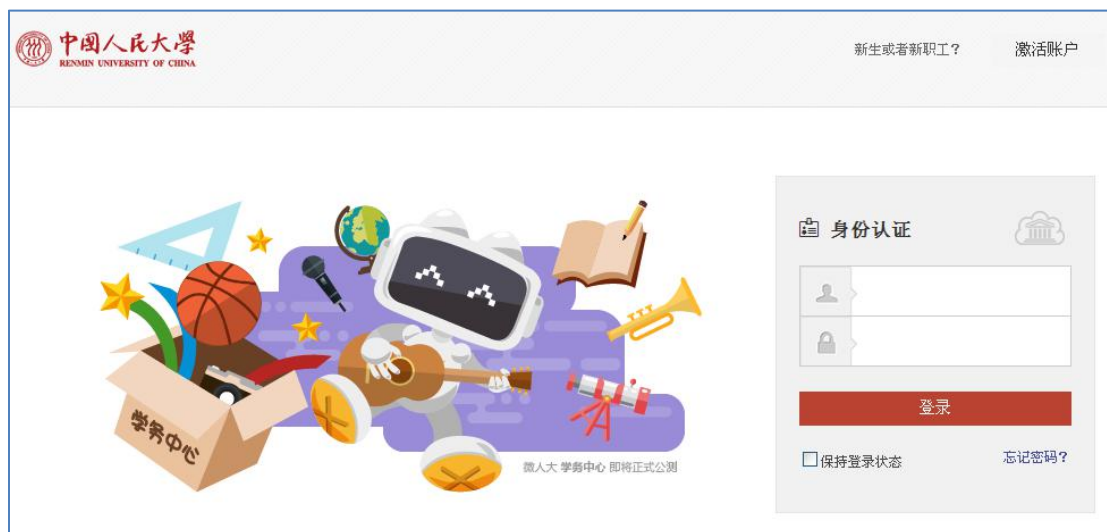 中国人民大学
RENMIN UNIVERSITY OF CHINA
新生或者新职工?
激活账户
身份认证
登录
保持登录状态
忘记密码?
学务中心
微人大 学务中心 即将正式公测